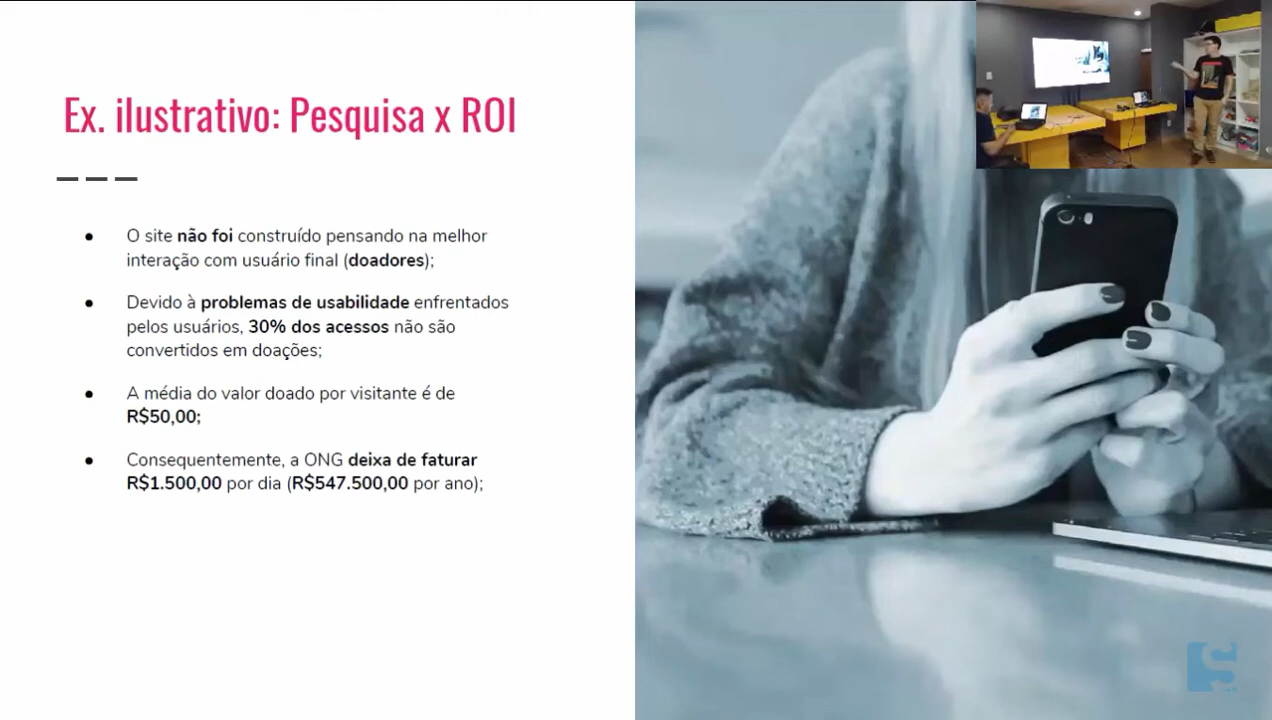 Ex. ilustrativo: Pesquisa x ROI
● O site não foi construído pensando na melhor
interação com usuário final (doadores);
● Devido à problemas de usabilidade enfrentados
pelos usuários, 30% dos acessos não são
convertidos em doações;
● A média do valor doado por visitante é de
R$50,00;
● Consequentemente, a ONG deixa de faturar
R$1.500,00 por dia (R$547.500,00 por ano);